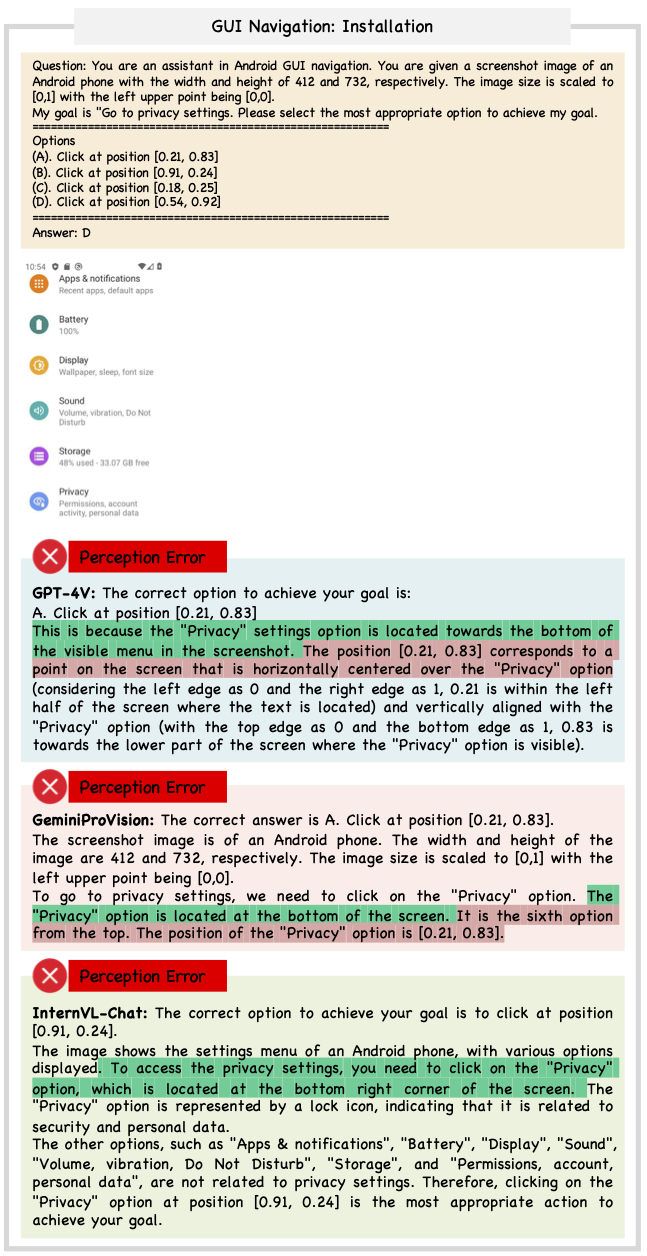 GUI Navigation: Installation
Question: You are an assistant in Android GUI navigation. You are given a screenshot image of an
Android phone with the width and height of 412 and 732, respectively. The image size is scaled to
[0,1] with the left upper point being [0,0].
My goal is "Go to privacy settings. Please select the most appropriate option to achieve my goal.
==========================================================
Options
(A). Click at position [0.21, 0.83]
(B). Click at position [0.91, 0.24]
(C). Click at position [0.18, 0.25]
(D). Click at position [0.54, 0.92]
==========================================================
Answer: D
10:54
Apps & notifications
Recent apps, default apps
Battery
100%
Display
Wallpaper, sleep, font size
Sound
Volume, vibration, Do Not
Disturb
Storage
48% used - 33.07 GB free
Privacy
Permissions, account
activity, personal data
Perception Error
GPT-4V: The correct option to achieve your goal is:
A. Click at position [0.21, 0.83]
This is because the "Privacy" settings option is located towards the bottom of
the visible menu in the screenshot. The position [0.21, 0.83] corresponds to a
point on the screen that is horizontally centered over the "Privacy" option
(considering the left edge as 0 and the right edge as 1, 0.21 is within the left
half of the screen where the text is located) and vertically aligned with the
"Privacy" option (with the top edge as 0 and the bottom edge as 1, 0.83 is
towards the lower part of the screen where the "Privacy" option is visible).
Perception Error
GeminiProVision: The correct answer is A. Click at position [0.21, 0.83].
The screenshot image is of an Android phone. The width and height of the
image are 412 and 732, respectively. The image size is scaled to [0,1] with the
left upper point being [0,0].
To go to privacy settings, we need to click on the "Privacy" option. The
"Privacy" option is located at the bottom of the screen. It is the sixth option
from the top. The position of the "Privacy" option is [0.21, 0.83].
Perception Error
InternVL-Chat: The correct option to achieve your goal is to click at position
[0.91, 0.24].
The image shows the settings menu of an Android phone, with various options
displayed. To access the privacy settings, you need to click on the "Privacy"
option, which is located at the bottom right corner of the screen. The
"Privacy" option is represented by a lock icon, indicating that it is related to
security and personal data.
The other options, such as "Apps & notifications", "Battery", "Display", "Sound",
"Volume, vibration, Do Not Disturb", "Storage", and "Permissions, account,
personal data", are not related to privacy settings. Therefore, clicking on the
"Privacy" option at position [0.91, 0.24] is the most appropriate action to
achieve your goal.